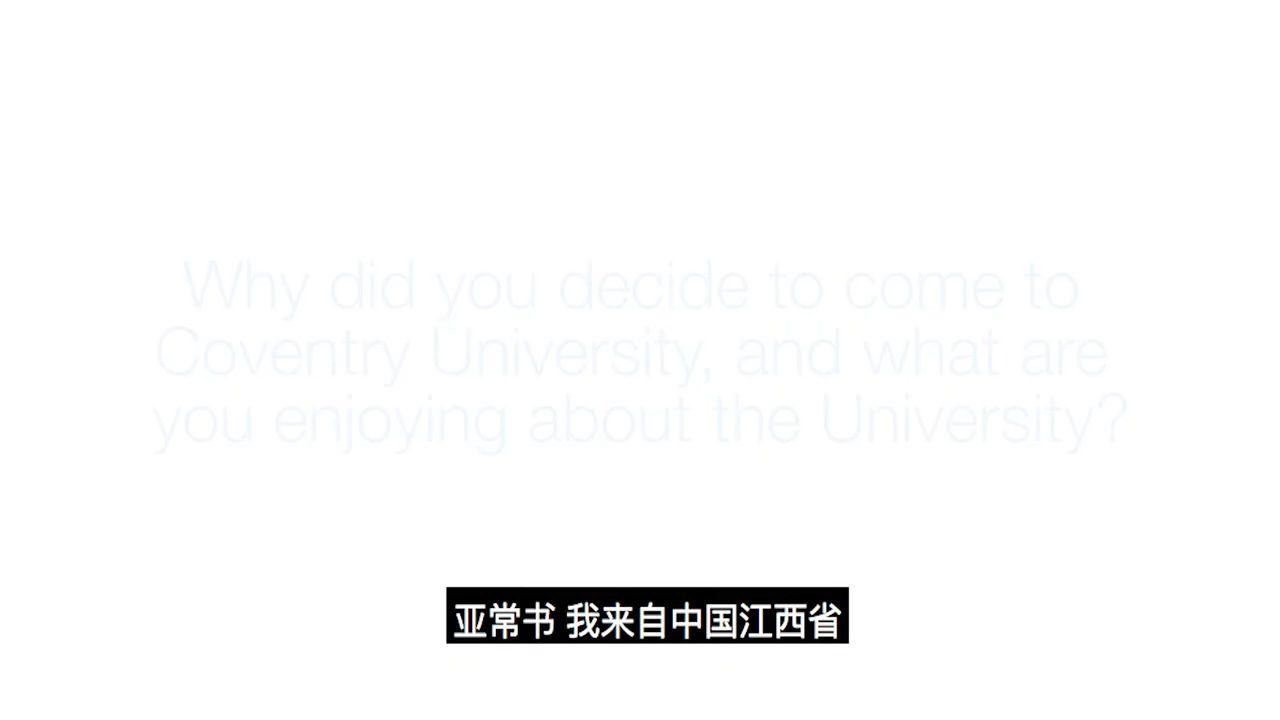 Why did you decide to come to
Coventry University, and what are
you enjoying about the University?
亚常书 我来自中国江西省